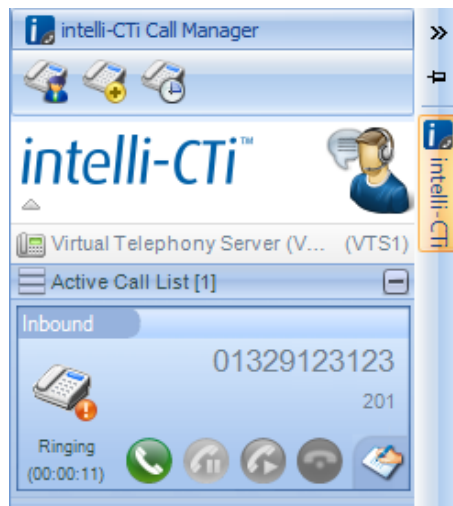 intelli-CTi Call Manager
intelli-CTi™
Virtual Telephony Server (V... (VTS1)
Active Call List [1]
Inbound
01329123123
201
Ringing
(00:00:11)
intelli-CTi